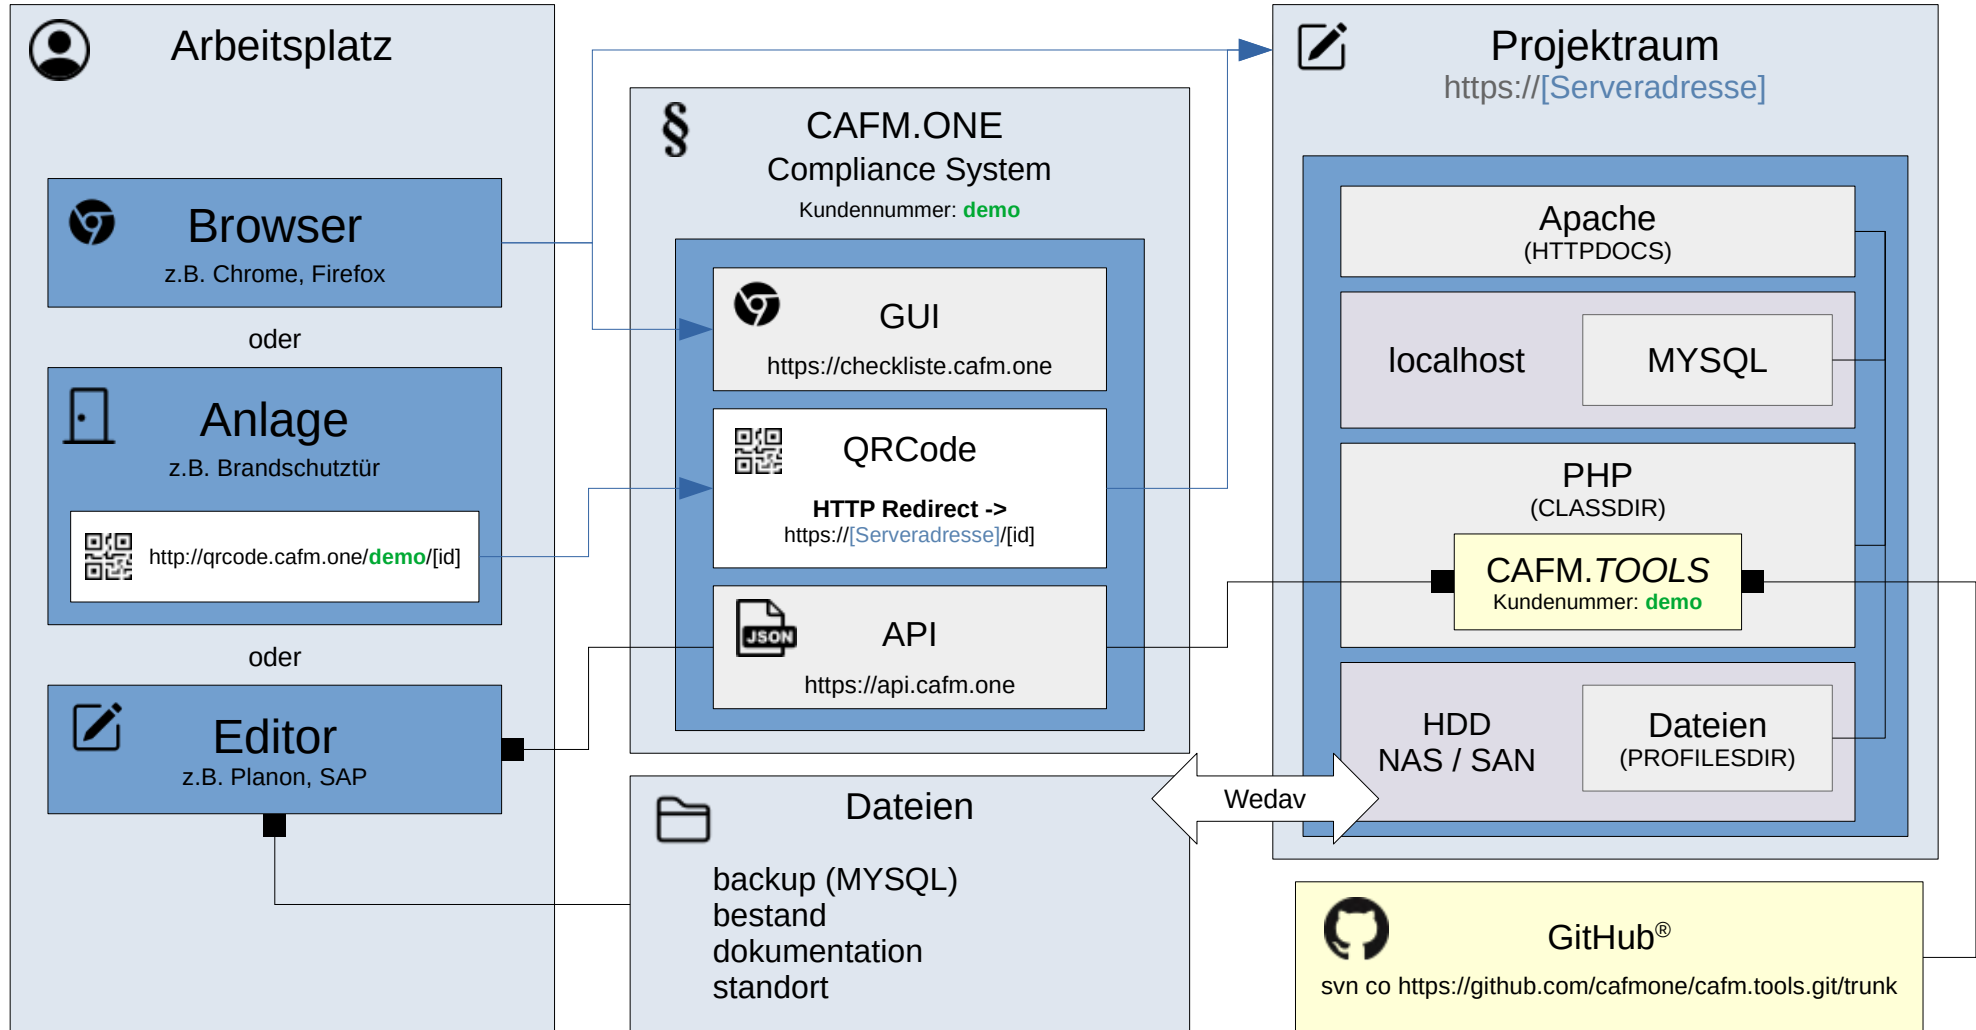 Arbeitsplatz
Browser
z.B. Chrome, Firefox
oder
Anlage
z.B. Brandschutztür
http://qrcode.cafm.one/demo/[id]
oder
Editor
z.B. Planon, SAP
§
CAFM.ONE
Compliance System
Kundennummer: demo
GUI
https://checkliste.cafm.one
QRCode
HTTP Redirect ->
https://[Serveradresse]/[id]
JSON
API
https://api.cafm.one
Dateien
backup (MYSQL)
bestand
dokumentation
standort
Wedav
Projektraum
https://[Serveradresse]
Apache
(HTTPDOCS)
localhost
MYSQL
PHP
(CLASSDIR)
CAFM.TOOLS
Kundenummer: demo
HDD
NAS / SAN
Dateien
(PROFILESDIR)
GitHub®
svn co https://github.com/cafmone/cafm.tools.git/trunk